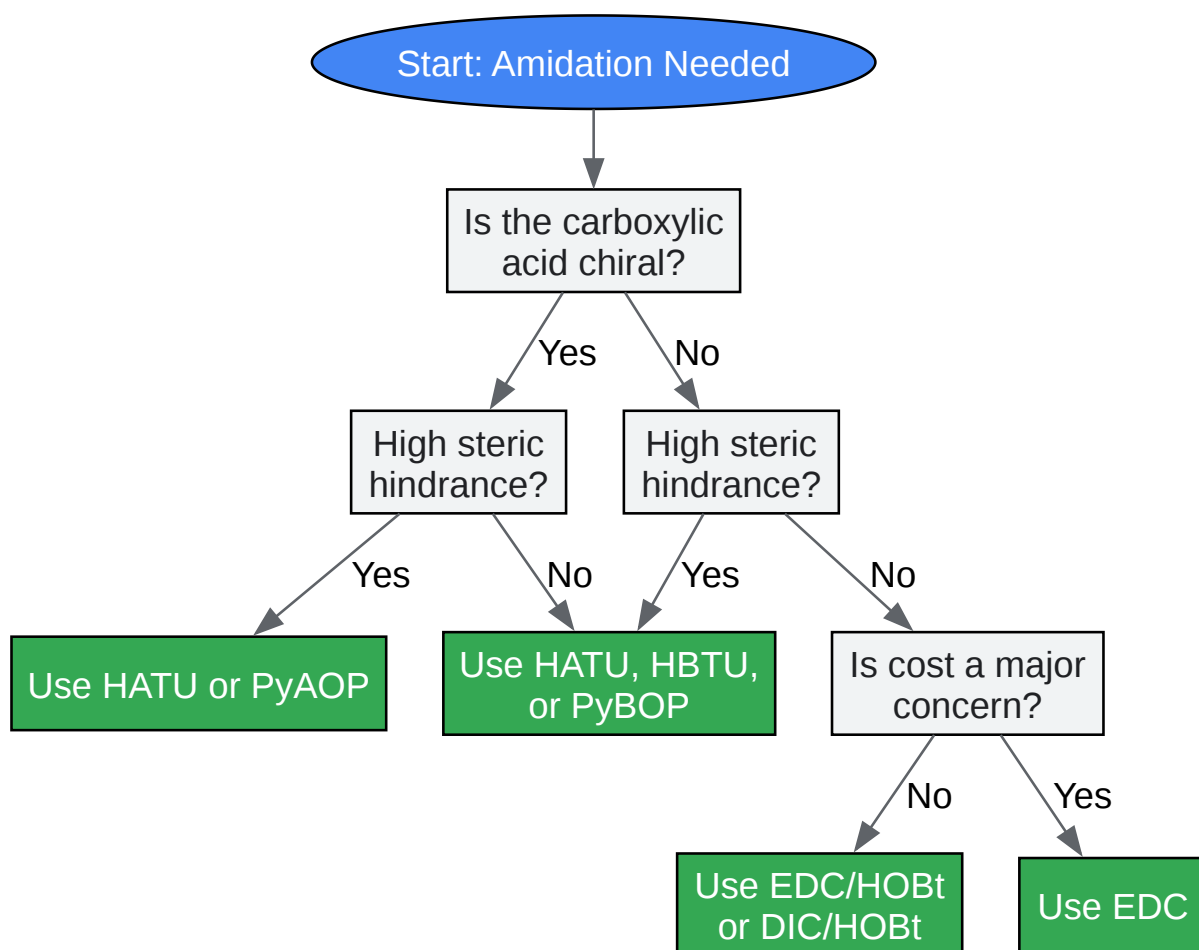 Start: Amidation Needed
Is the carboxylic
acid chiral?
Yes
No
High steric
hindrance?
High steric
hindrance?
Yes
No
Yes
No
Use HATU or PyAOP
Use HATU, HBTU,
or PyBOP
Is cost a major
concern?
No
Yes
Use EDC/HOBt
or DIC/HOBt
Use EDC